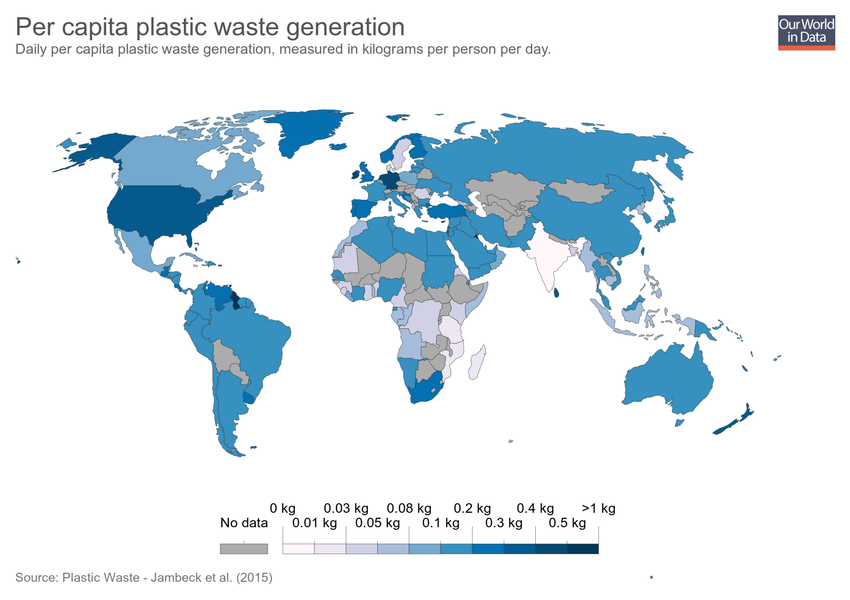 Per capita plastic waste generation
Daily per capita plastic waste generation, measured in kilograms per person per day.
Our World
in Data
0 kg 0.03 kg 0.08 kg 0.2 kg 0.4 kg >1 kg
No data 0.01 kg 0.05 kg 0.1 kg 0.3 kg 0.5 kg
Source: Plastic Waste - Jambeck et al. (2015)